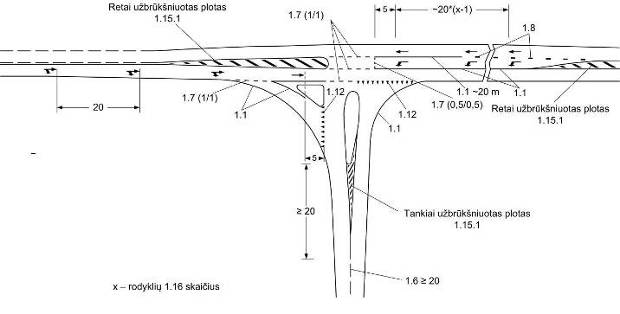 Retai užbrūkšniuotas plotas
1.15.1
1.7 (1/1)
5
~20*(x-1)
1.8
20
1.7 (1/1)
1.1
1.12
1.12
1.1 ~20 m
1.1
1.7 (0,5/0,5)
1.1
Retai užbrūkšniuotas plotas
1.15.1
5
≥ 20
Tankiai užbrūkšniuotas plotas
1.15.1
1.6 ≥ 20
x – rodyklių 1.16 skaičius